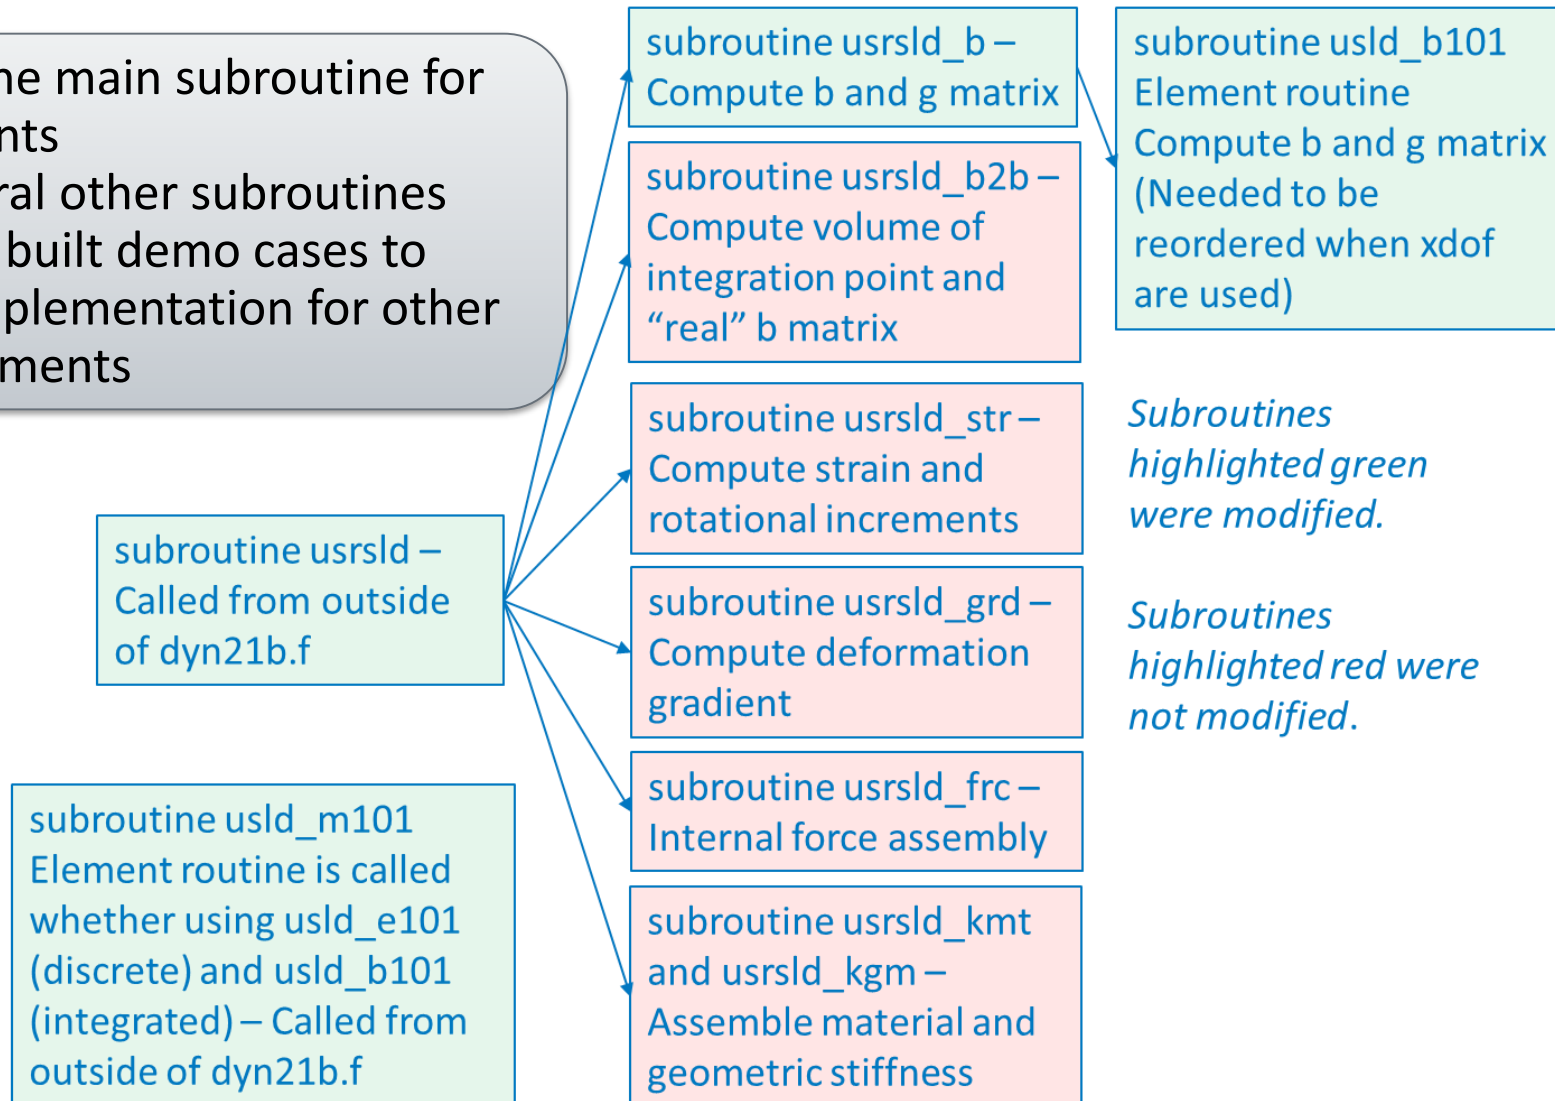 main subroutine for
other subroutines
built demo cases to
for other
subroutine usrsld –
Called from outside
of dyn21b.f
subroutine usld_m101
Element routine is called
whether using usld_e101
(discrete) and usld_b101
(integrated) – Called from
outside of dyn21b.f
subroutine usrsld_b –
Compute b and g matrix
subroutine usrsld_b2b –
Compute volume of
integration point and
“real” b matrix
subroutine usrsld_str –
Compute strain and
rotational increments
subroutine usrsld_grd –
Compute deformation
gradient
subroutine usrsld_frc –
Internal force assembly
subroutine usrsld_kmt
and usrsld_kgm –
Assemble material and
geometric stiffness
subroutine usld_b101
Element routine
Compute b and g matrix
(Needed to be
reordered when xdof
are used)
Subroutines
highlighted green
were modified.
Subroutines
highlighted red were
not modified.